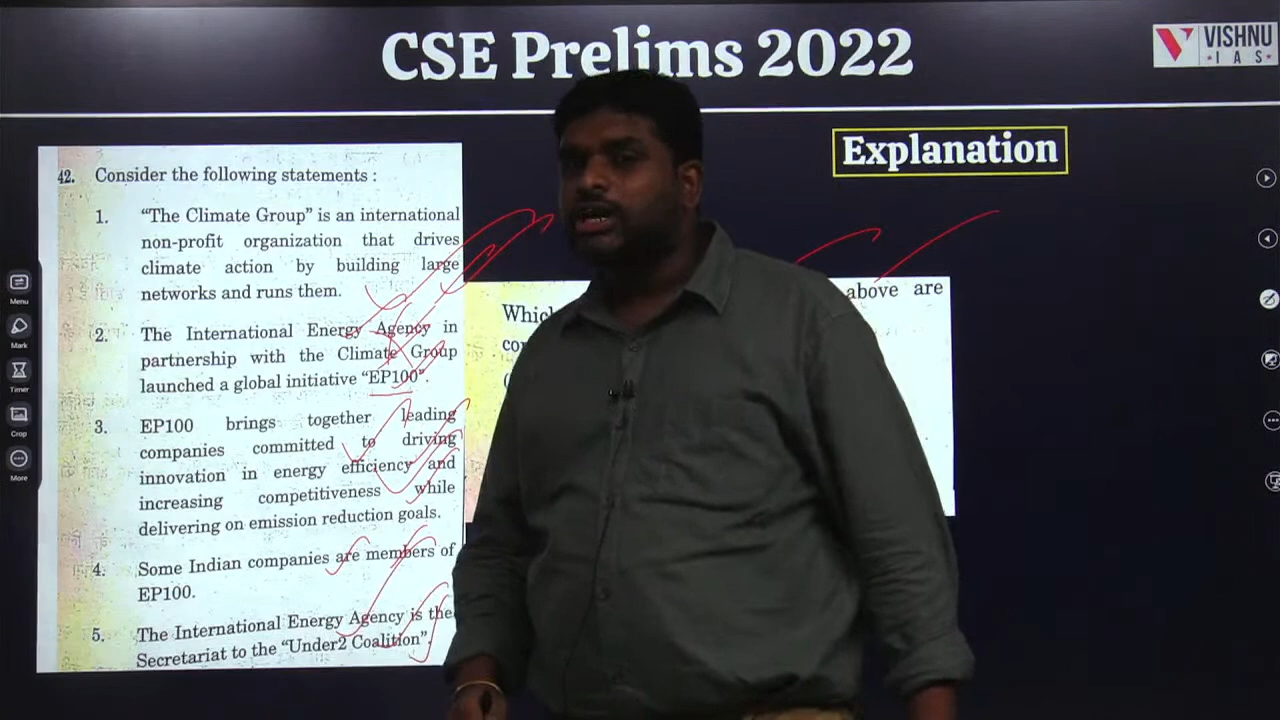 CSE Prelims 2022
VISHNU
IAS
Explanation
42. Consider the following statements :
1. “The Climate Group” is an international
non-profit organization that drives
climate action by building large
networks and runs them.
2. The International Energy Agency in
partnership with the Climate Group
launched a global initiative “EP100”.
3. EP100 brings together leading
companies committed to driving
innovation in energy efficiency and
increasing competitiveness while
delivering on emission reduction goals.
4. Some Indian companies are members of
EP100.
5. The International Energy Agency is the
Secretariat to the “Under2 Coalition”.
above are
Menu
Mark
Timer
Crop
More